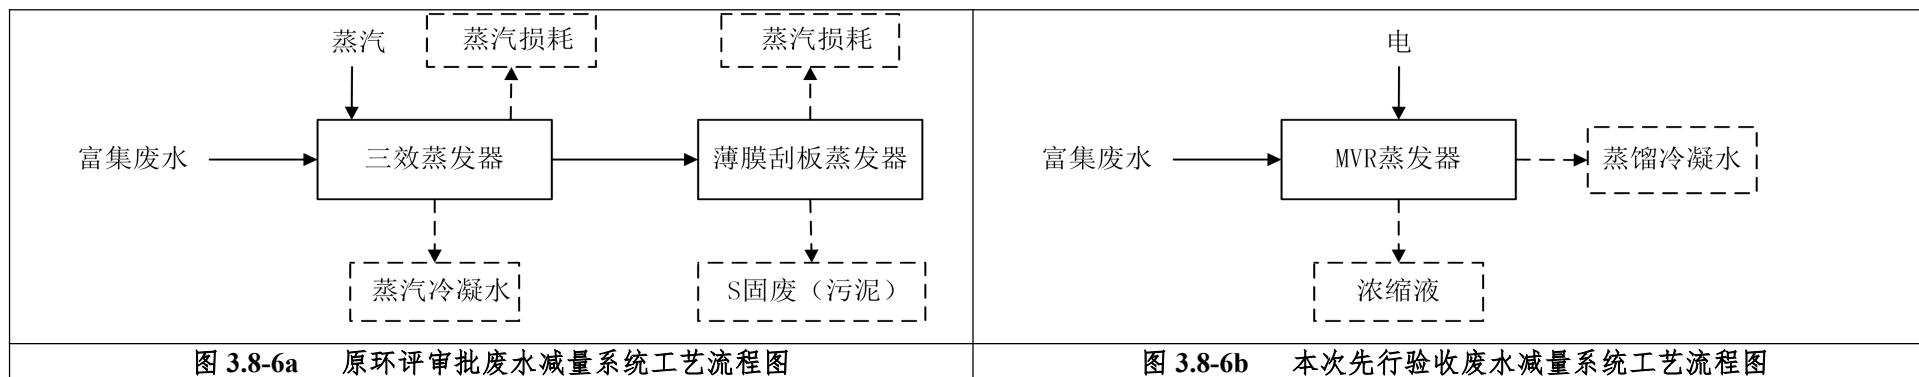 蒸汽
蒸汽损耗
蒸汽损耗
富集废水
三效蒸发器
薄膜刮板蒸发器
蒸汽冷凝水
S固废（污泥）
图 3.8-6a 原环评审批废水减量系统工艺流程图
电
富集废水
MVR蒸发器
蒸馏冷凝水
浓缩液
图 3.8-6b 本次先行验收废水减量系统工艺流程图